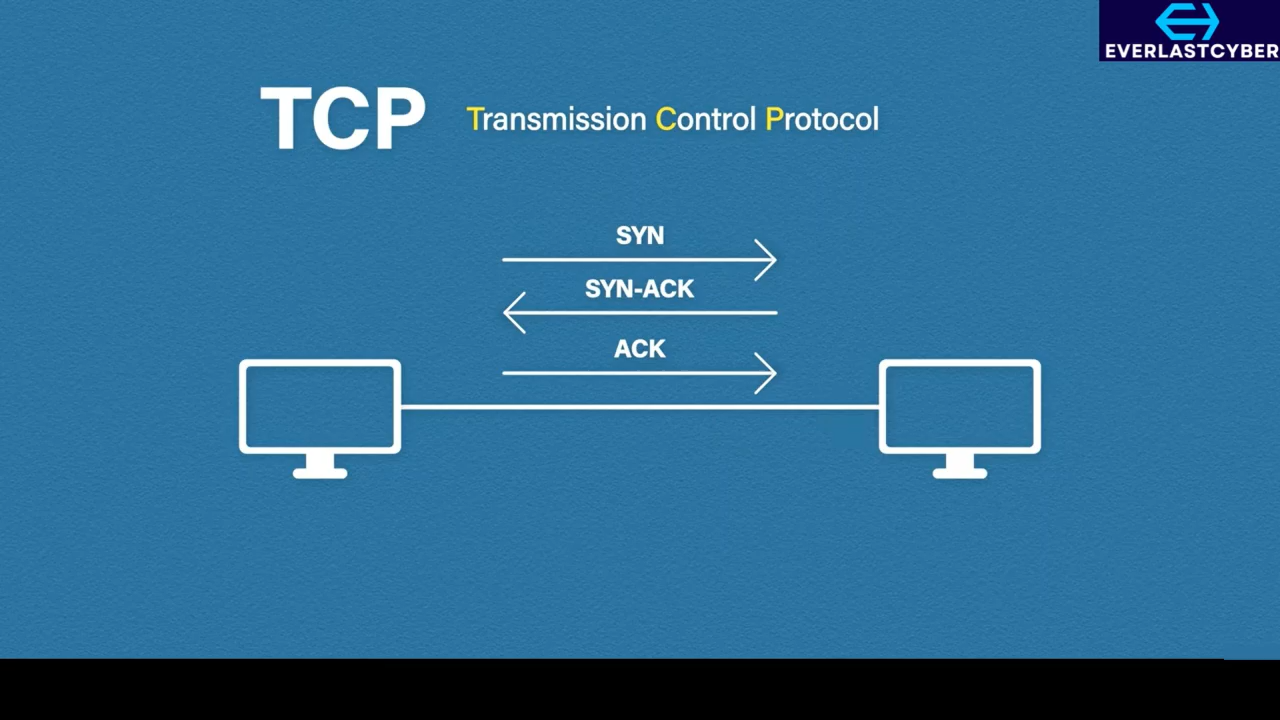 EVERLASTCYBER
TCP Transmission Control Protocol
SYN
SYN-ACK
ACK